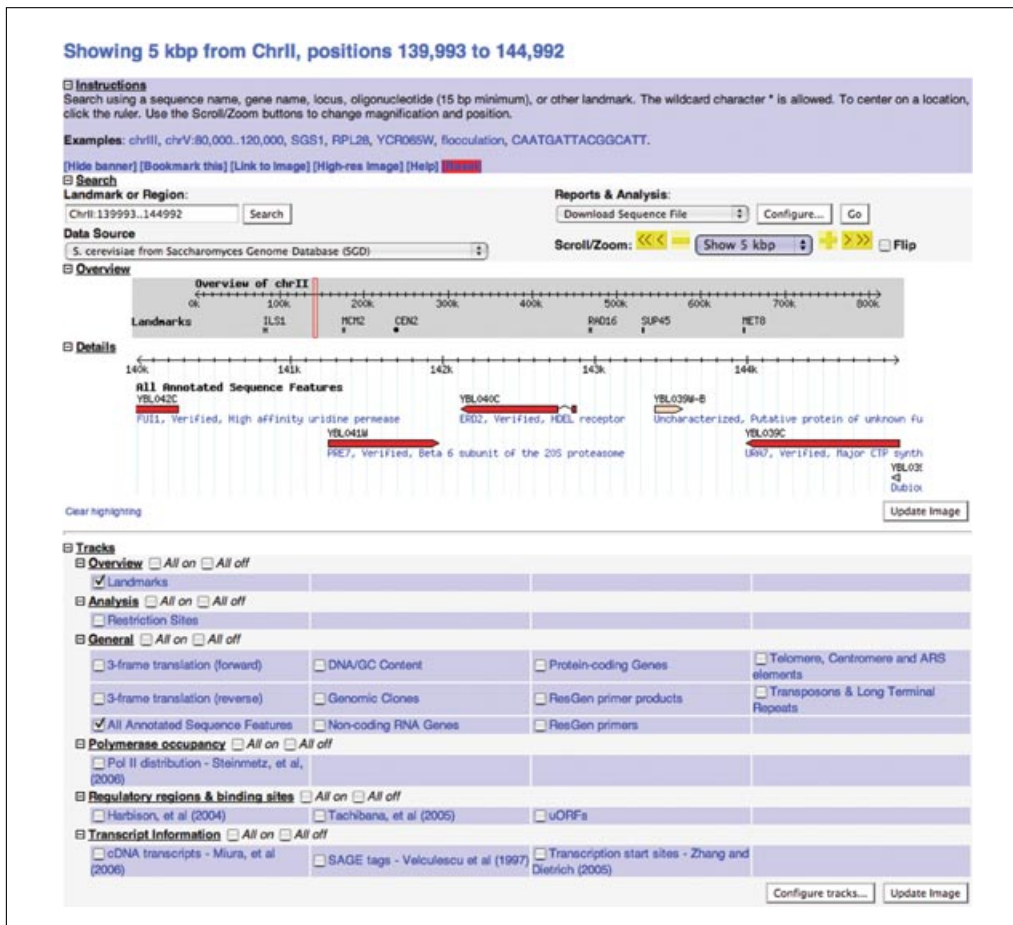 Showing 5 kbp from ChrII, positions 139,993 to 144,992
Instructions
Search using a sequence name, gene name, locus, oligonucleotide (15 bp minimum), or other landmark. The wildcard character * is allowed. To center on a location,
click the ruler. Use the Scroll/Zoom buttons to change magnification and position.
Examples: chrIII, chrV:80,000..120,000, SGS1, RPL28, YCR065W, flocculation, CAATGATTACGGCATT.
[Hide banner] [Bookmark this] [Link to Image] [High-res Image] [Help] [Reset]
Search
Landmark or Region:
Reports & Analysis:
ChrII:139993..144992 Search
Download Sequence File Configure... Go
Data Source
S. cerevisiae from Saccharomyces Genome Database (SGD)
Scroll/Zoom: Show 5 kbp Flip
Overview
Overview of chrII
0k 100k 200k 300k 400k 500k 600k 700k 800k
Landmarks ILS1 MCM2 CEN2 RAD16 SUP45 MET8
Details
140k 141k 142k 143k 144k
All Annotated Sequence Features
YBL042C YBL040C YBL039W-B
FUI1, Verified, High affinity uridine permease ERD2, Verified, HDEL receptor Uncharacterized, Putative protein of unknown fu
YBL041W YBL039C
PRE7, Verified, Beta 6 subunit of the 20S proteasome URA7, Verified, Major CTP synth
YBL039
Dubiou
Clear highlighting Update Image
Tracks
Overview All on All off
Landmarks
Analysis All on All off
Restriction Sites
General All on All off
3-frame translation (forward) DNA/GC Content Protein-coding Genes Telomere, Centromere and ARS
elements
3-frame translation (reverse) Genomic Clones ResGen primer products Transposons & Long Terminal
Repeats
All Annotated Sequence Features Non-coding RNA Genes ResGen primers
Polymerase occupancy All on All off
Pol II distribution - Steinmetz, et al,
(2006)
Regulatory regions & binding sites All on All off
Harbison, et al (2004) Tachibana, et al (2005) uORFs
Transcript Information All on All off
cDNA transcripts - Miura, et al
(2006)
SAGE tags - Velculescu et al (1997)
Transcription start sites - Zhang and
Dietrich (2005)
Configure tracks... Update Image